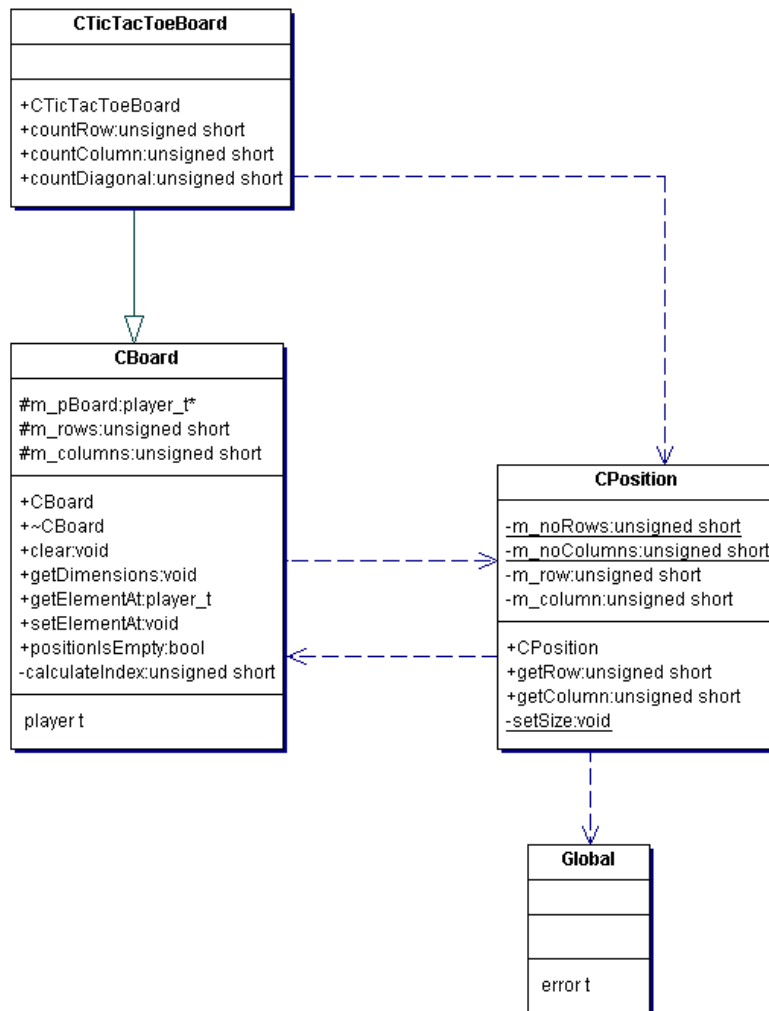 CTicTacToeBoard
+CTicTacToeBoard
+countRow:unsigned short
+countColumn:unsigned short
+countDiagonal:unsigned short
CBoard
#m_pBoard:player_t*
#m_rows:unsigned short
#m_columns:unsigned short
+CBoard
+~CBoard
+clear:void
+getDimensions:void
+getElementAt:player_t
+setElementAt:void
+positionIsEmpty:bool
-calculateIndex:unsigned short
player t
CPosition
-m_noRows:unsigned short
-m_noColumns:unsigned short
-m_row:unsigned short
-m_column:unsigned short
+CPosition
+getRow:unsigned short
+getColumn:unsigned short
-setSize:void
Global
error t